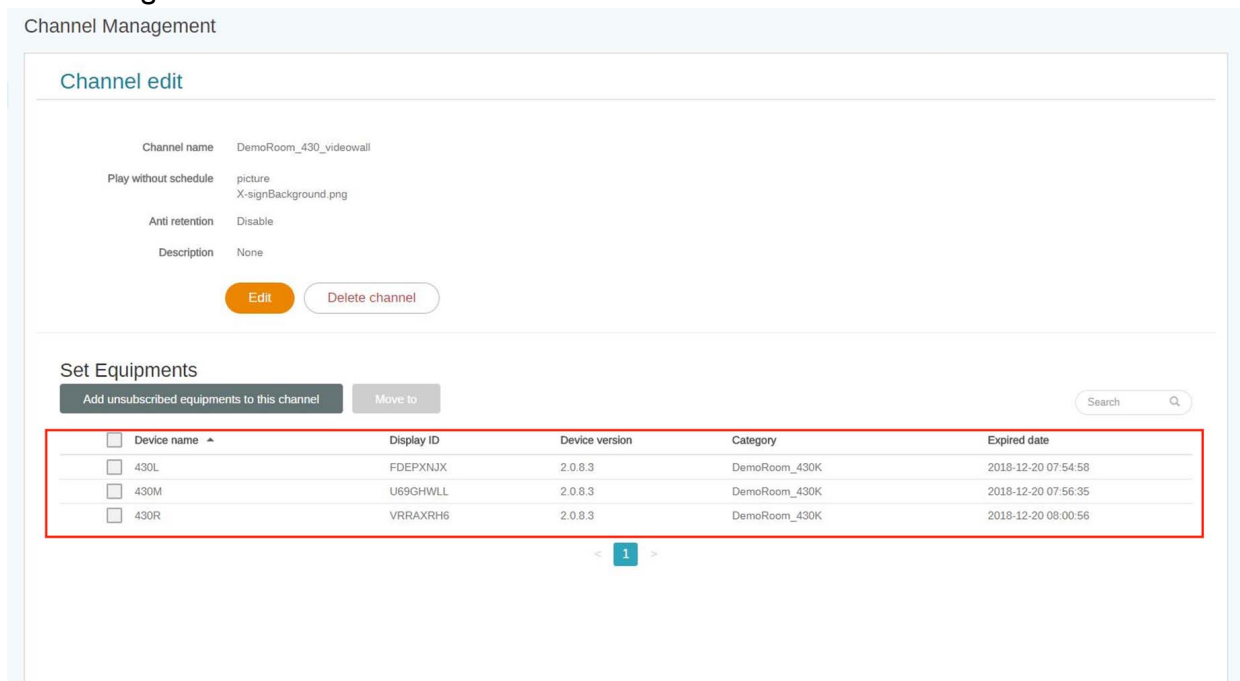 Channel Management
Channel edit
Channel name DemoRoom_430_videowall
Play without schedule picture
X-signBackground.png
Anti retention Disable
Description None
Edit Delete channel
Set Equipments
Add unsubscribed equipments to this channel Move to Search
Device name Display ID Device version Category Expired date
430L FDEPXNJX 2.0.8.3 DemoRoom_430K 2018-12-20 07:54:58
430M U69GHWLL 2.0.8.3 DemoRoom_430K 2018-12-20 07:56:35
430R VRRAXRH6 2.0.8.3 DemoRoom_430K 2018-12-20 08:00:56
< 1 >